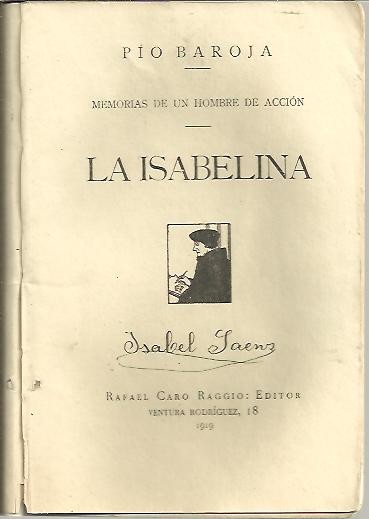 PÍO BAROJA
MEMORIAS DE UN HOMBRE DE ACCIÓN
LA ISABELINA
Isabel Saenz
RAFAEL CARO RAGGIO: EDITOR
VENTURA RODRÍGUEZ, 18
1919